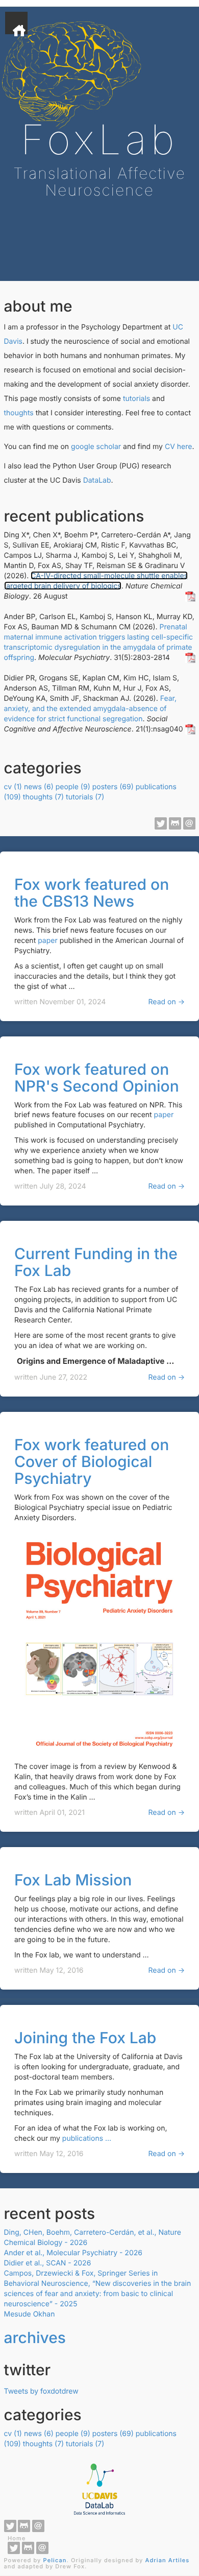 FoxLab
Translational Affective
Neuroscience
about me
I am a professor in the Psychology Department at UC
Davis. I study the neuroscience of social and emotional
behavior in both humans and nonhuman primates. My
research is focused on emotional and social decision-
making and the development of social anxiety disorder.
This page mostly consists of some tutorials and
thoughts that I consider interesting. Feel free to contact
me with questions or comments.
You can find me on google scholar and find my CV here.
I also lead the Python User Group (PUG) research
cluster at the UC Davis DataLab.
recent publications
Ding X*, Chen X*, Boehm P*, Carretero-Cerdán A*, Jang
S, Sullivan EE, Anokiaraj CM, Ristic F, Kavvathas BC,
Campos LJ, Sharma J, Kamboj S, Lei Y, Shahghobi M,
Mantri D, Fox AS, Shay TF, Reisman SE & Gradinaru V
(2026). CA-IV-directed small-molecule shuttle enables
targeted brain delivery of biologics. Nature Chemical
Biology. 26 August
Ander BP, Carlson EL, Kamboj S, Hanson KL, Murray KD,
Fox AS, Bauman MD & Schumann CM (2026). Prenatal
maternal immune activation triggers lasting cell-specific
transcriptomic dysregulation in the amygdala of primate
offspring. Molecular Psychiatry, 31(5):2803-2814
Didier PR, Grogans SE, Kaplan CM, Kim HC, Islam S,
Anderson AS, Tillman RM, Kuhn M, Hur J, Fox AS,
DeYoung KA, Smith JF, Shackman AJ. (2026). Fear,
anxiety, and the extended amygdala-absence of
evidence for strict functional segregation. Social
Cognitive and Affective Neuroscience. 21(1):nsag040
categories
cv (1) news (6) people (9) posters (69) publications
(109) thoughts (7) tutorials (7)
Fox work featured on
the CBS13 News
Work from the Fox Lab was featured on the nighly
news. This brief news feature focuses on our
recent paper published in the American Journal of
Psychiatry.
As a scientist, I often get caught up on small
inaccuracies and the details, but I think they got
the gist of what ...
written November 01, 2024 Read on →
Fox work featured on
NPR's Second Opinion
Work from the Fox Lab was featured on NPR. This
brief news feature focused on our recent paper
published in Computational Psychiatry.
This work is focused on understanding precisely
why we experience anxiety when we know
something bad is going to happen, but don't know
when. The paper itself ...
written July 28, 2024 Read on →
Current Funding in the
Fox Lab
The Fox Lab has recieved grants for a number of
ongoing projects, in addition to support from UC
Davis and the California National Primate
Research Center.
Here are some of the most recent grants to give
you an idea of what we are working on.
Origins and Emergence of Maladaptive ...
written June 27, 2022 Read on →
Fox work featured on
Cover of Biological
Psychiatry
Work from Fox was shown on the cover of the
Biological Psychiatry special issue on Pediatric
Anxiety Disorders.
Biological
Psychiatry
Volume 89, Number 7
April 1, 2021
Pediatric Anxiety Disorders
Official Journal of the Society of Biological Psychiatry
The cover image is from a review by Kenwood &
Kalin, that heavily draws from work done by Fox
and colleagues. Much of this which began during
Fox's time in the Kalin ...
written April 01, 2021 Read on →
Fox Lab Mission
Our feelings play a big role in our lives. Feelings
help us choose, motivate our actions, and define
our interactions with others. In this way, emotional
tendencies define who we are now and who we
are going to be in the future.
In the Fox lab, we want to understand ...
written May 12, 2016 Read on →
Joining the Fox Lab
The Fox lab at the University of California at Davis
is often looking for undergraduate, graduate, and
post-doctoral team members.
In the Fox Lab we primarily study nonhuman
primates using brain imaging and molecular
techniques.
For an idea of what the Fox lab is working on,
check our my publications ...
written May 12, 2016 Read on →
recent posts
Ding, CHen, Boehm, Carretero-Cerdán, et al., Nature
Chemical Biology - 2026
Ander et al., Molecular Psychiatry - 2026
Didier et al., SCAN - 2026
Campos, Drzewiecki & Fox, Springer Series in
Behavioral Neuroscience, "New discoveries in the brain
sciences of fear and anxiety: from basic to clinical
neuroscience" - 2025
Mesude Okhan
archives
twitter
Tweets by foxdotdrew
categories
cv (1) news (6) people (9) posters (69) publications
(109) thoughts (7) tutorials (7)
UCDAVIS
DataLab
Data Science and Informatics
Home
Powered by Pelican. Originally designed by Adrian Artiles
and adapted by Drew Fox.